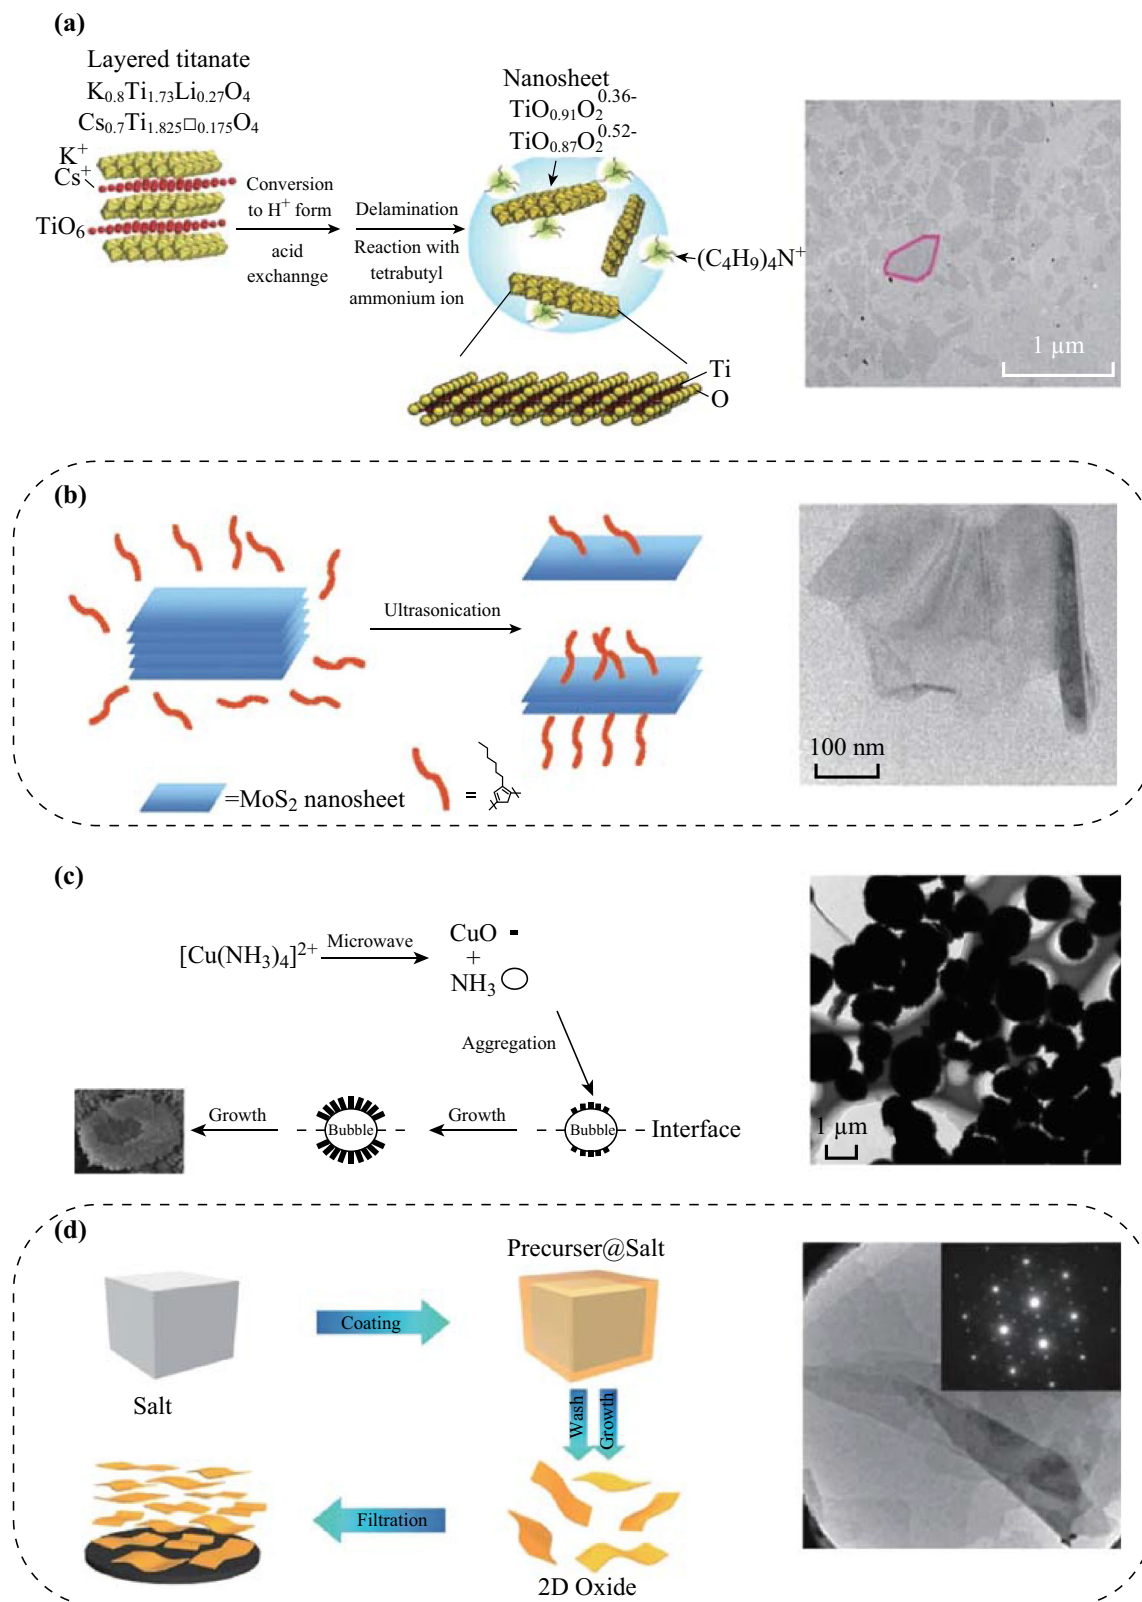 (a)
Layered titanate
K0.8Ti1.73Li0.27O4
Cs0.7Ti1.825□0.175O4
K+
Cs+
TiO6
Conversion
to H+ form
acid
exchannge
Delamination
Reaction with
tetrabutyl
ammonium ion
Nanosheet
TiO0.91O2 0.36-
TiO0.87O2 0.52-
(C4H9)4N+
Ti
O
1 µm
(b)
Ultrasonication
=MoS2 nanosheet
=
100 nm
(c)
[Cu(NH3)4]2+
Microwave
CuO
+
NH3
Aggregation
Growth
Bubble
Growth
Bubble
Interface
1 µm
(d)
Precurser@Salt
Coating
Salt
Wash
Growth
Filtration
2D Oxide